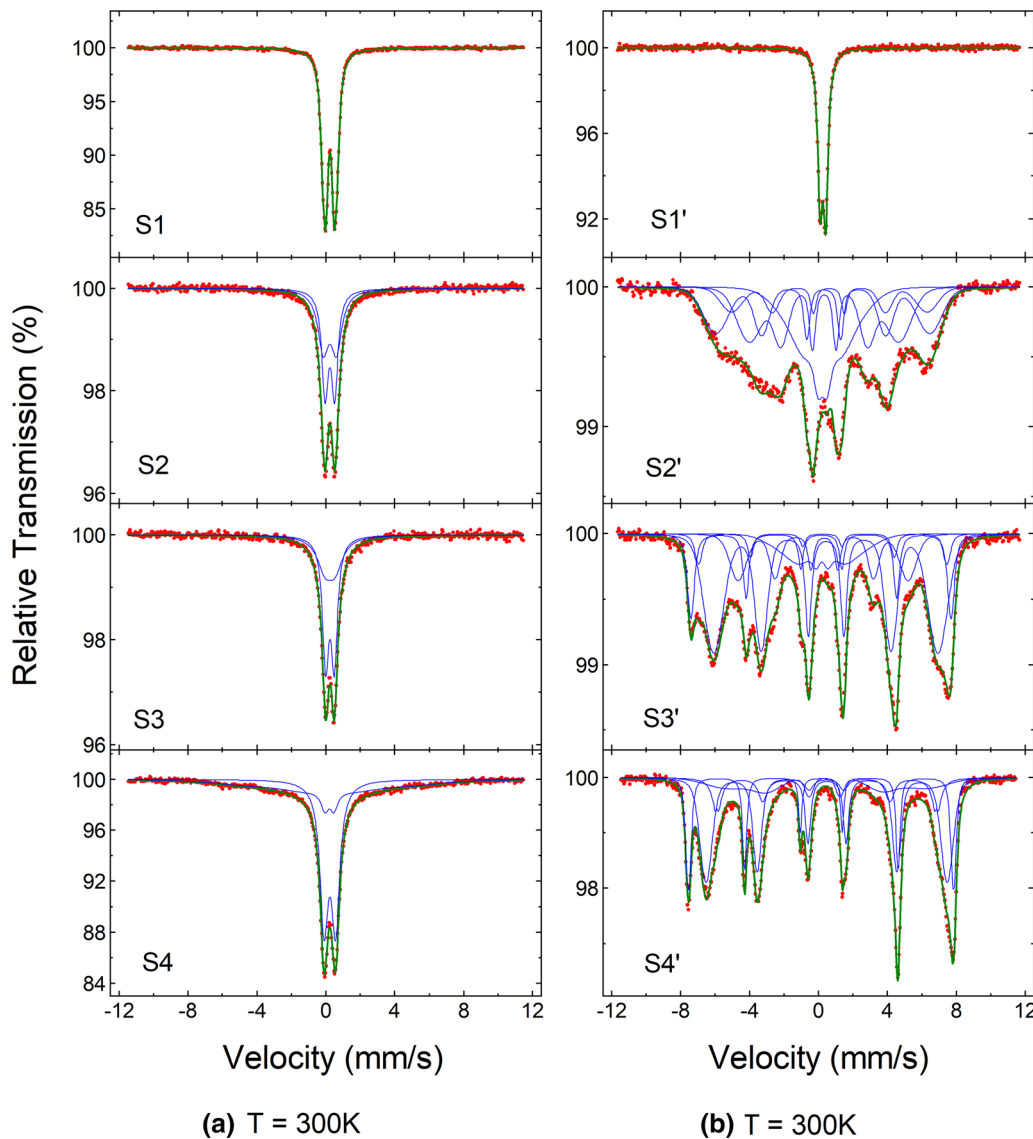 Relative Transmission (%)
100
95
90
85
S1
100
98
96
S2
100
98
96
S3
100
96
92
88
84
S4
-12 -8 -4 0 4 8 12
Velocity (mm/s)
(a) T = 300K
100
96
92
S1'
100
99
S2'
100
99
S3'
100
98
S4'
-12 -8 -4 0 4 8 12
Velocity (mm/s)
(b) T = 300K